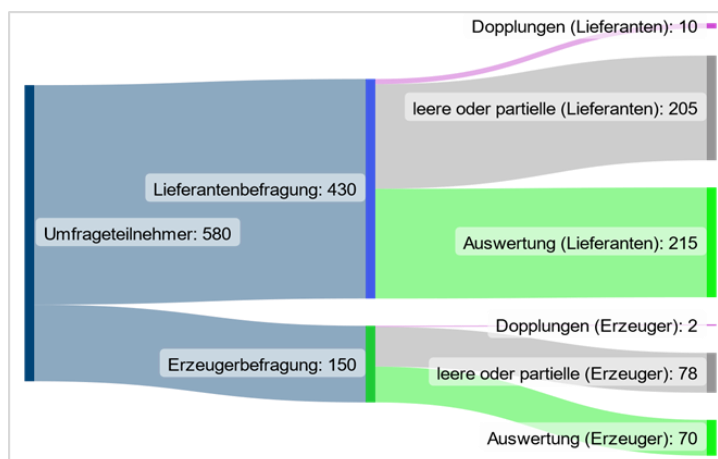 Dopplungen (Lieferanten): 10
leere oder partielle (Lieferanten): 205
Lieferantenbefragung: 430
Umfrageteilnehmer: 580
Auswertung (Lieferanten): 215
Dopplungen (Erzeuger): 2
Erzeugerbefragung: 150
leere oder partielle (Erzeuger): 78
Auswertung (Erzeuger): 70